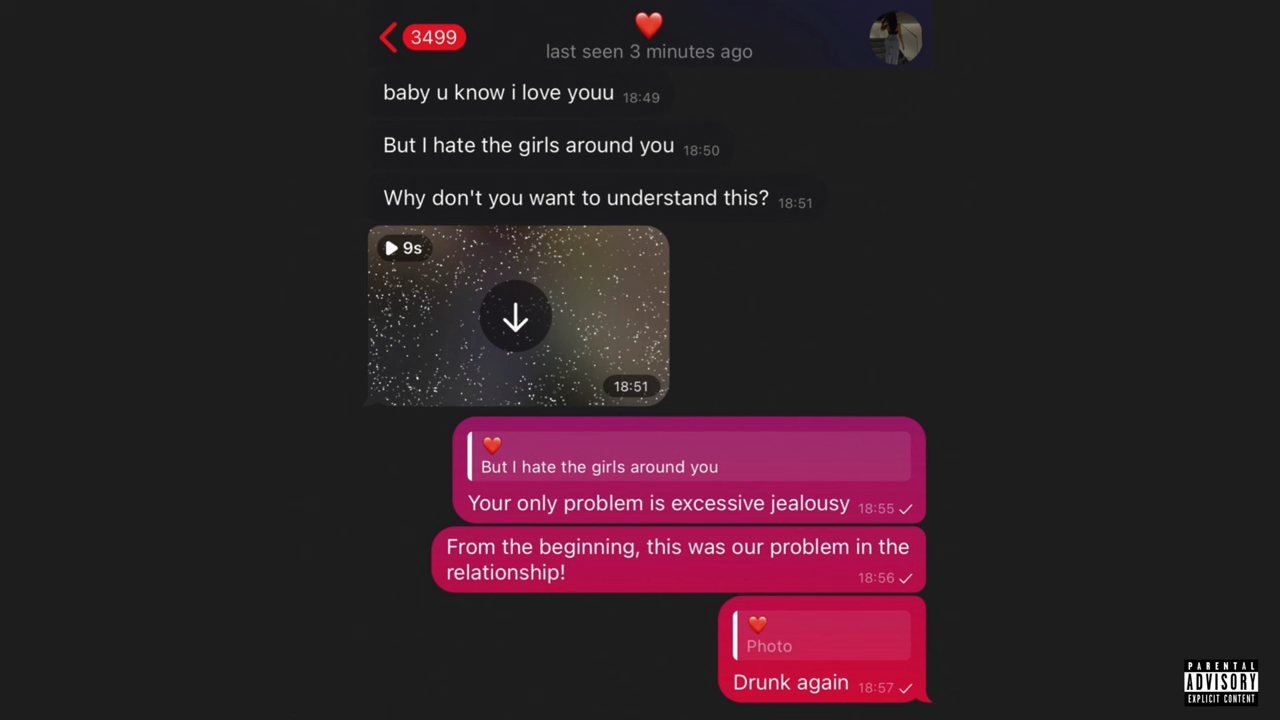 3499
❤️
last seen 3 minutes ago
baby u know i love youu 18:49
But I hate the girls around you 18:50
Why don't you want to understand this? 18:51
9s
18:51
❤️
But I hate the girls around you
Your only problem is excessive jealousy 18:55
From the beginning, this was our problem in the
relationship! 18:56
❤️
Photo
Drunk again 18:57
PARENTAL
ADVISORY
EXPLICIT CONTENT